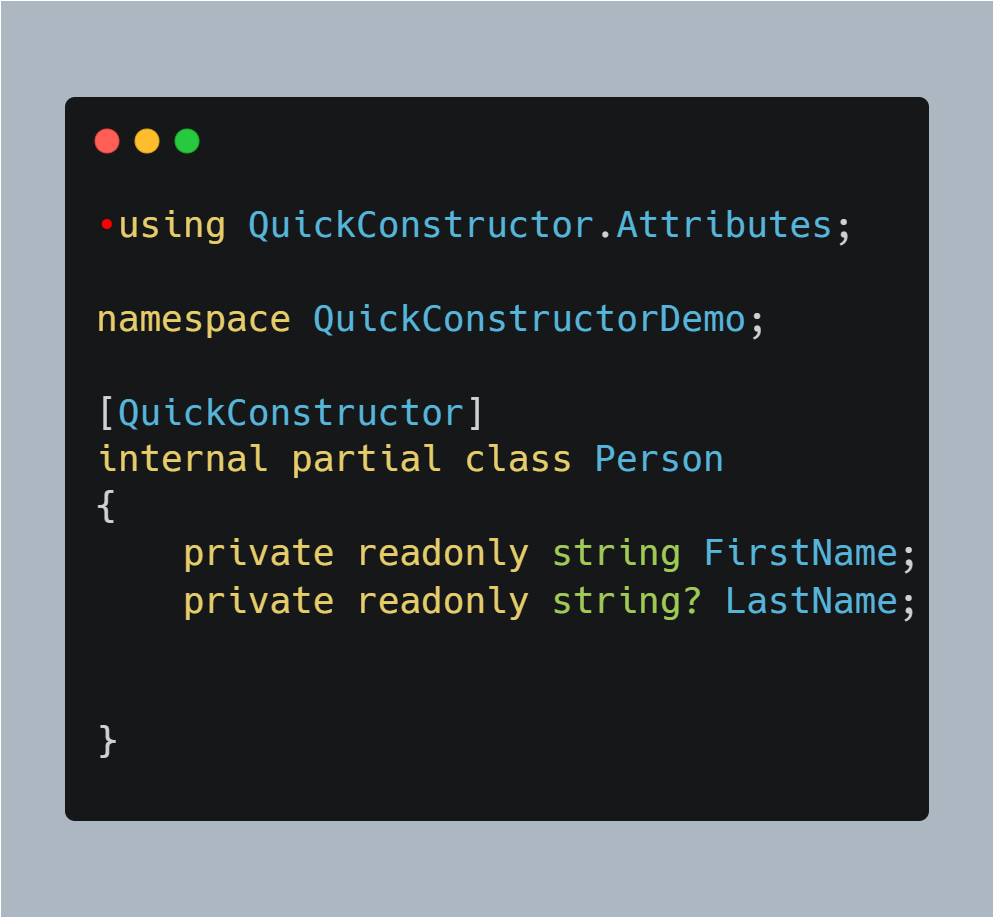 •using QuickConstructor.Attributes;
namespace QuickConstructorDemo;
[QuickConstructor]
internal partial class Person
{
    private readonly string FirstName;
    private readonly string? LastName;
}